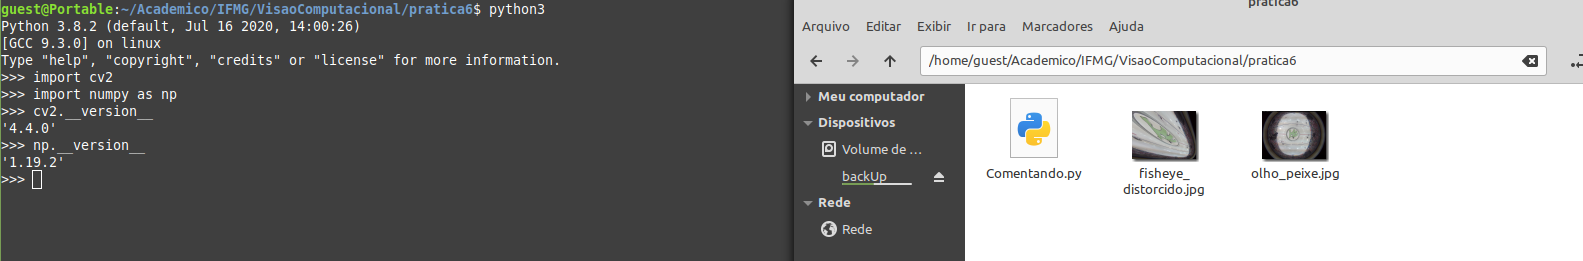 guest@Portable:~/Academico/IFMG/VisaoComputacional/pratica6$ python3
Python 3.8.2 (default, Jul 16 2020, 14:00:26)
[GCC 9.3.0] on linux
Type "help", "copyright", "credits" or "license" for more information.
>>> import cv2
>>> import numpy as np
>>> cv2.__version__
'4.4.0'
>>> np.__version__
'1.19.2'
>>>
pratica6
Arquivo Editar Exibir Ir para Marcadores Ajuda
/home/guest/Academico/IFMG/VisaoComputacional/pratica6
Meu computador
Dispositivos
Volume de ...
backUp
Rede
Rede
Comentando.py
fisheye_
distorcido.jpg
olho_peixe.jpg